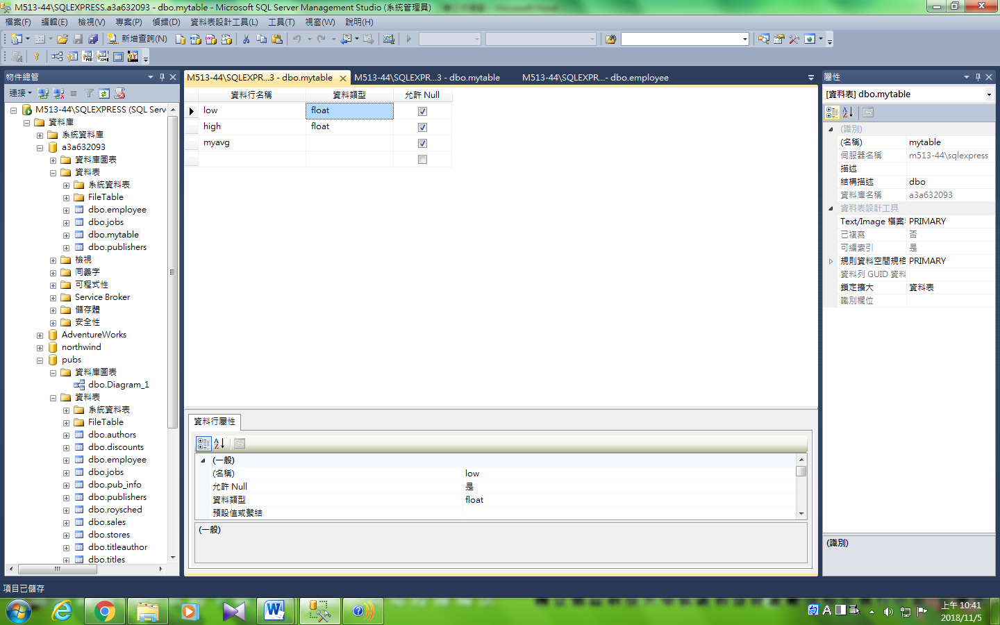 M513-44\SQLEXPRESS.a3a632093 - dbo.mytable - Microsoft SQL Server Management Studio (系統管理員)
檔案(F) 編輯(E) 檢視(V) 專案(P) 偵錯(D) 資料表設計工具(L) 工具(T) 視窗(W) 說明(H)
新增查詢(N)
物件總管
連接
M513-44\SQLEXPRESS (SQL Serv
資料庫
系統資料庫
a3a632093
資料庫圖表
資料表
系統資料表
FileTable
dbo.employee
dbo.jobs
dbo.mytable
dbo.publishers
檢視
同義字
可程式性
Service Broker
儲存體
安全性
AdventureWorks
northwind
pubs
資料庫圖表
dbo.Diagram_1
資料表
系統資料表
FileTable
dbo.authors
dbo.discounts
dbo.employee
dbo.jobs
dbo.pub_info
dbo.publishers
dbo.roysched
dbo.sales
dbo.stores
dbo.titleauthor
dbo.titles
M513-44\SQLEXPR...3 - dbo.mytable M513-44\SQLEXPR...3 - dbo.mytable M513-44\SQLEXPR...- dbo.employee
資料行名稱 資料類型 允許 Null
low float
high float
myavg
資料行屬性
(一般)
(名稱) low
允許 Null 是
資料類型 float
預設值或繫結
(一般)
屬性
[資料表] dbo.mytable
(識別)
(名稱) mytable
伺服器名稱 m513-44\sqlexpress
描述
結構描述 dbo
資料庫名稱 a3a632093
資料表設計工具
Text/Image 檔案 PRIMARY
已複寫 否
可編索引 是
規則資料空間規格 PRIMARY
資料列 GUID 資料
鎖定擴大 資料表
識別欄位
(識別)
項目已儲存
上午 10:41
2018/11/5